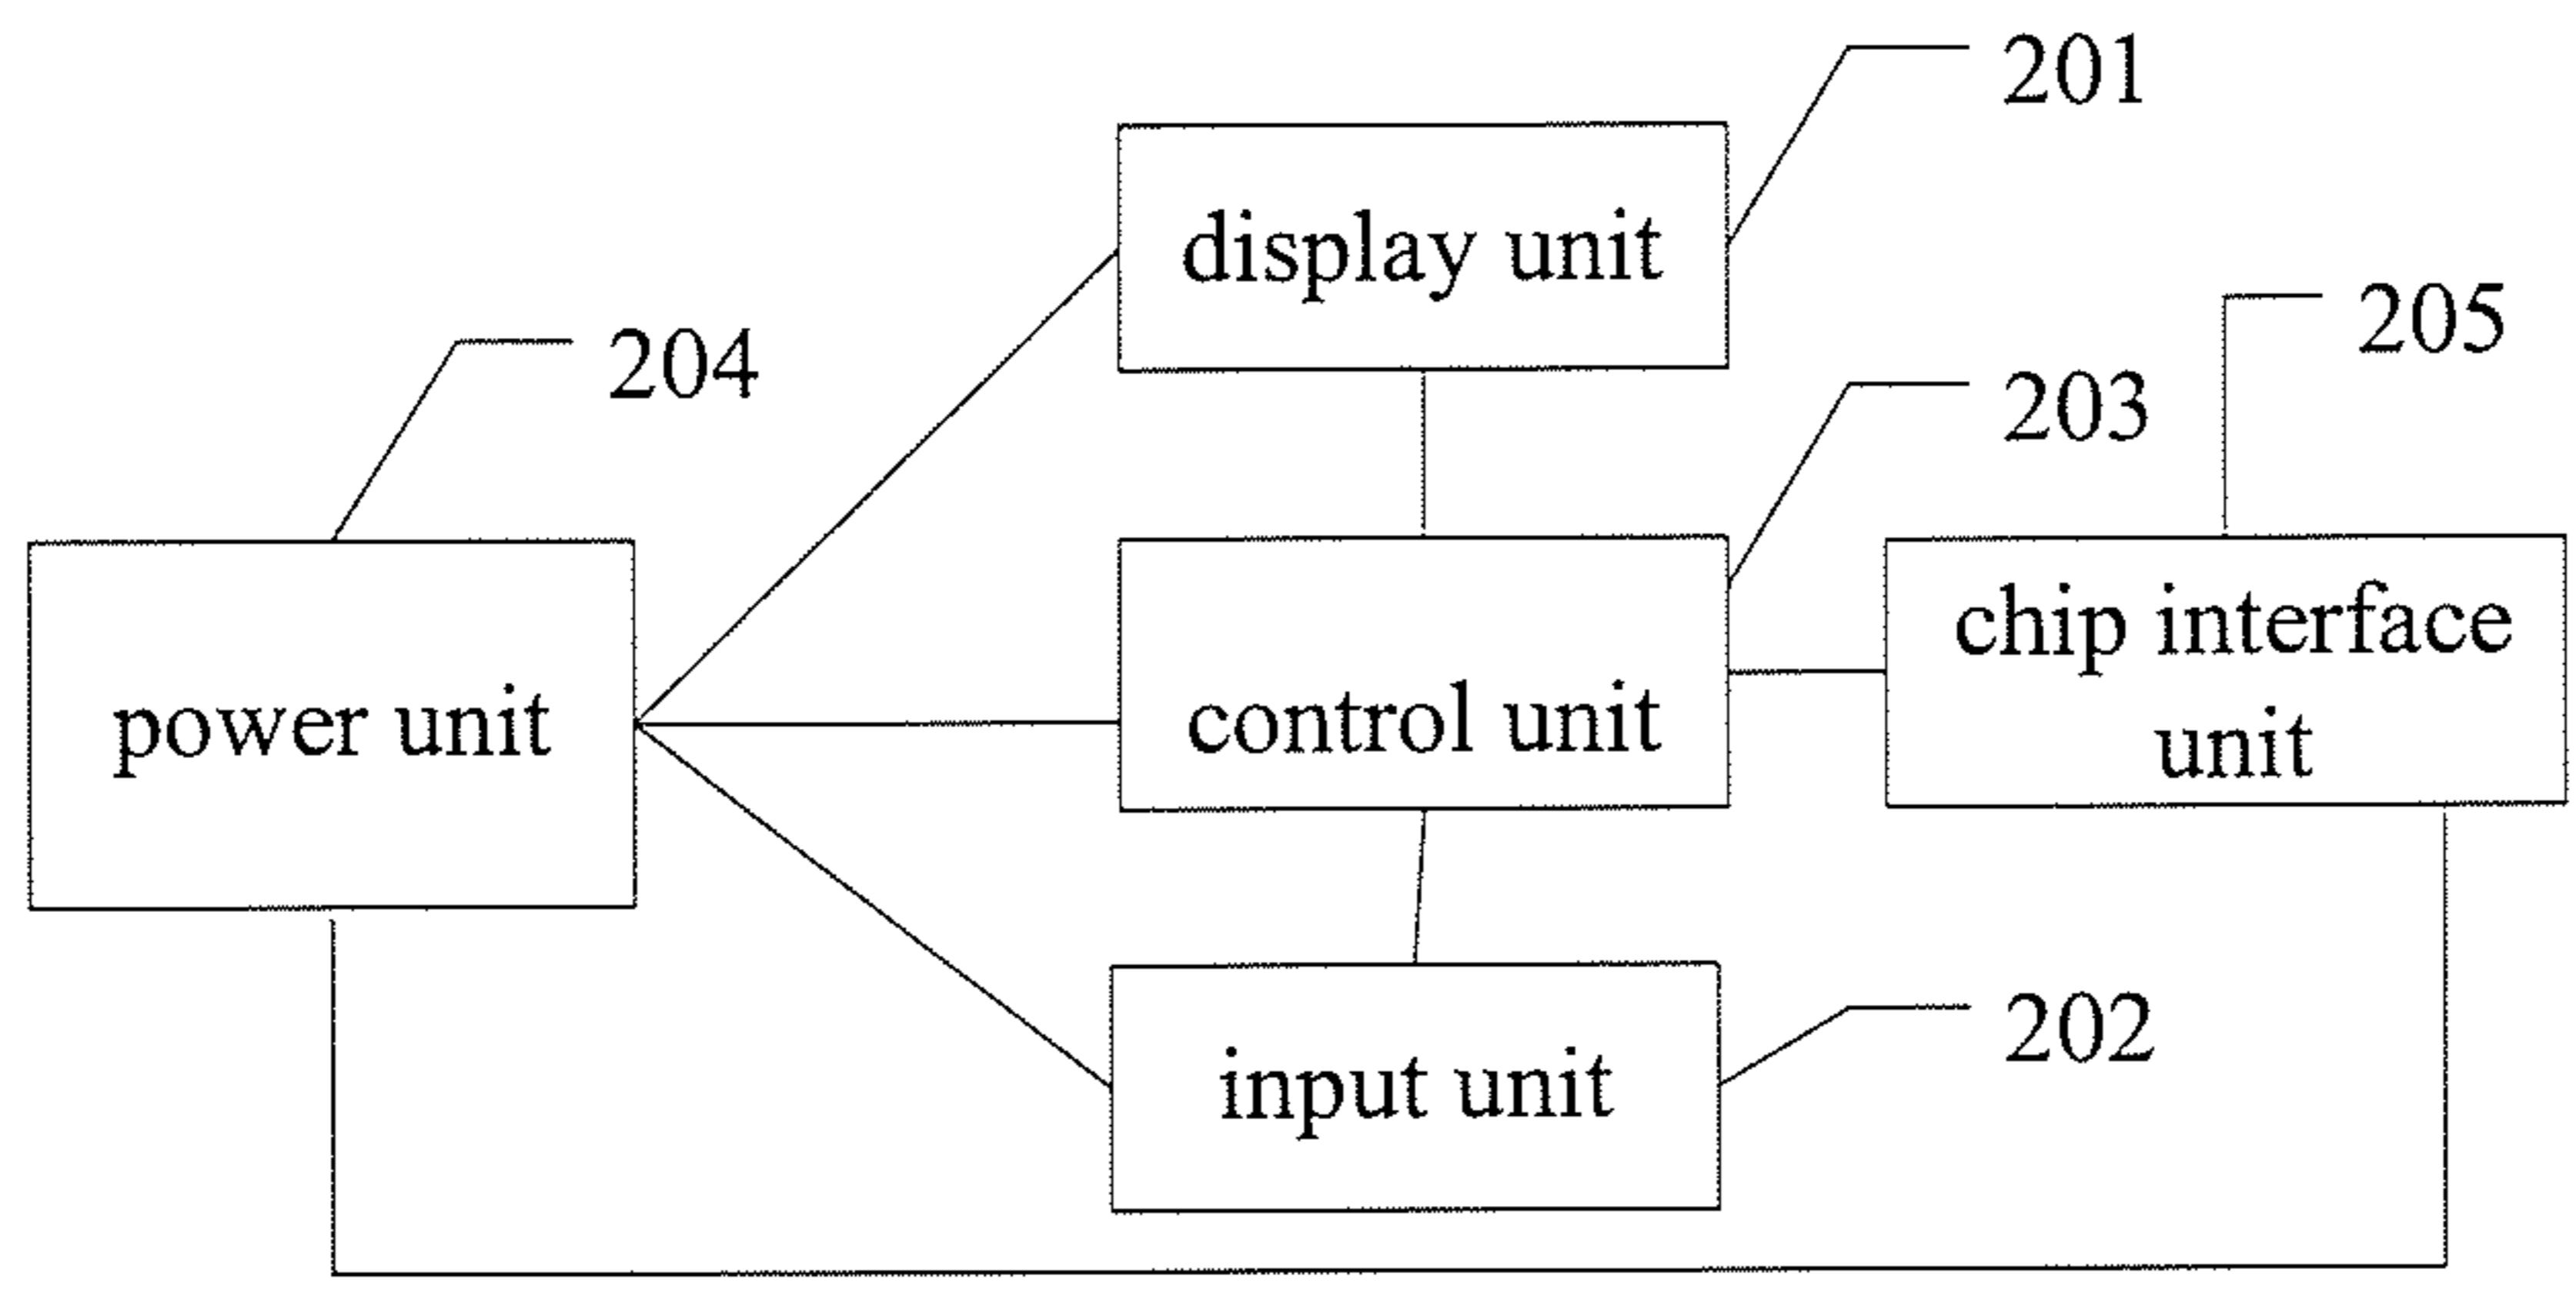 201
display unit
205
204
203
chip interface
unit
power unit
control unit
202
input unit